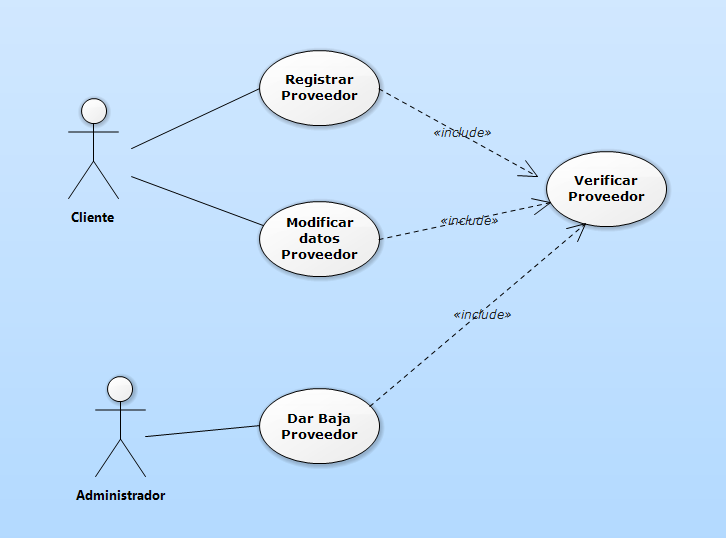 Registrar
Proveedor
«include»
Verificar
Proveedor
Cliente
Modificar
datos
Proveedor
«include»
«include»
Dar Baja
Proveedor
Administrador